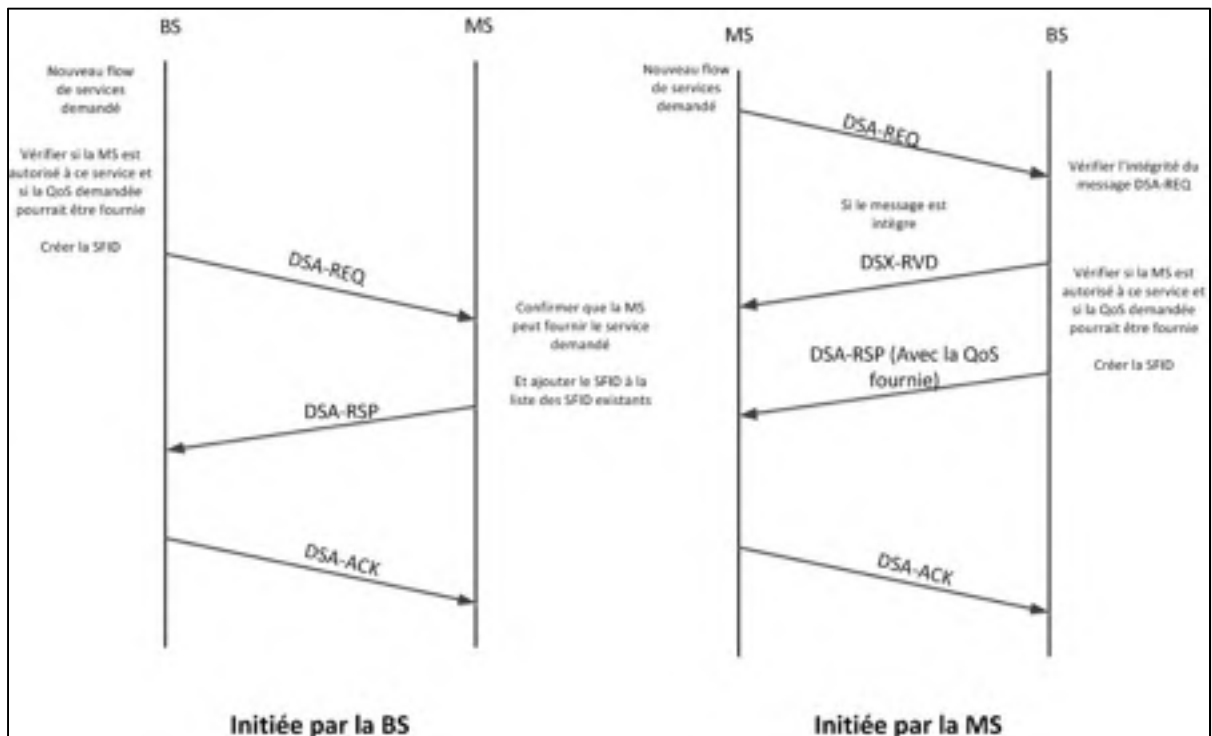 BS
MS
Nouveau flow
de services
demandé
Vérifier si la MS est
autorisé à ce service et
si la QoS demandée
pourrait être fournie
Créer la SFID
DSA-REQ
Confirmer que la MS
peut fournir le service
demandé
Et ajouter le SFID à la
liste des SFID existants
DSA-RSP
DSA-ACK
Initiée par la BS
MS
BS
Nouveau flow
de services
demandé
DSA-REQ
Vérifier l'intégrité du
message DSA-REQ
Si le message est
intègre
DSX-RVD
Vérifier si la MS est
autorisé à ce service et
si la QoS demandée
pourrait être fournie
DSA-RSP (Avec la QoS
fournie)
Créer la SFID
DSA-ACK
Initiée par la MS